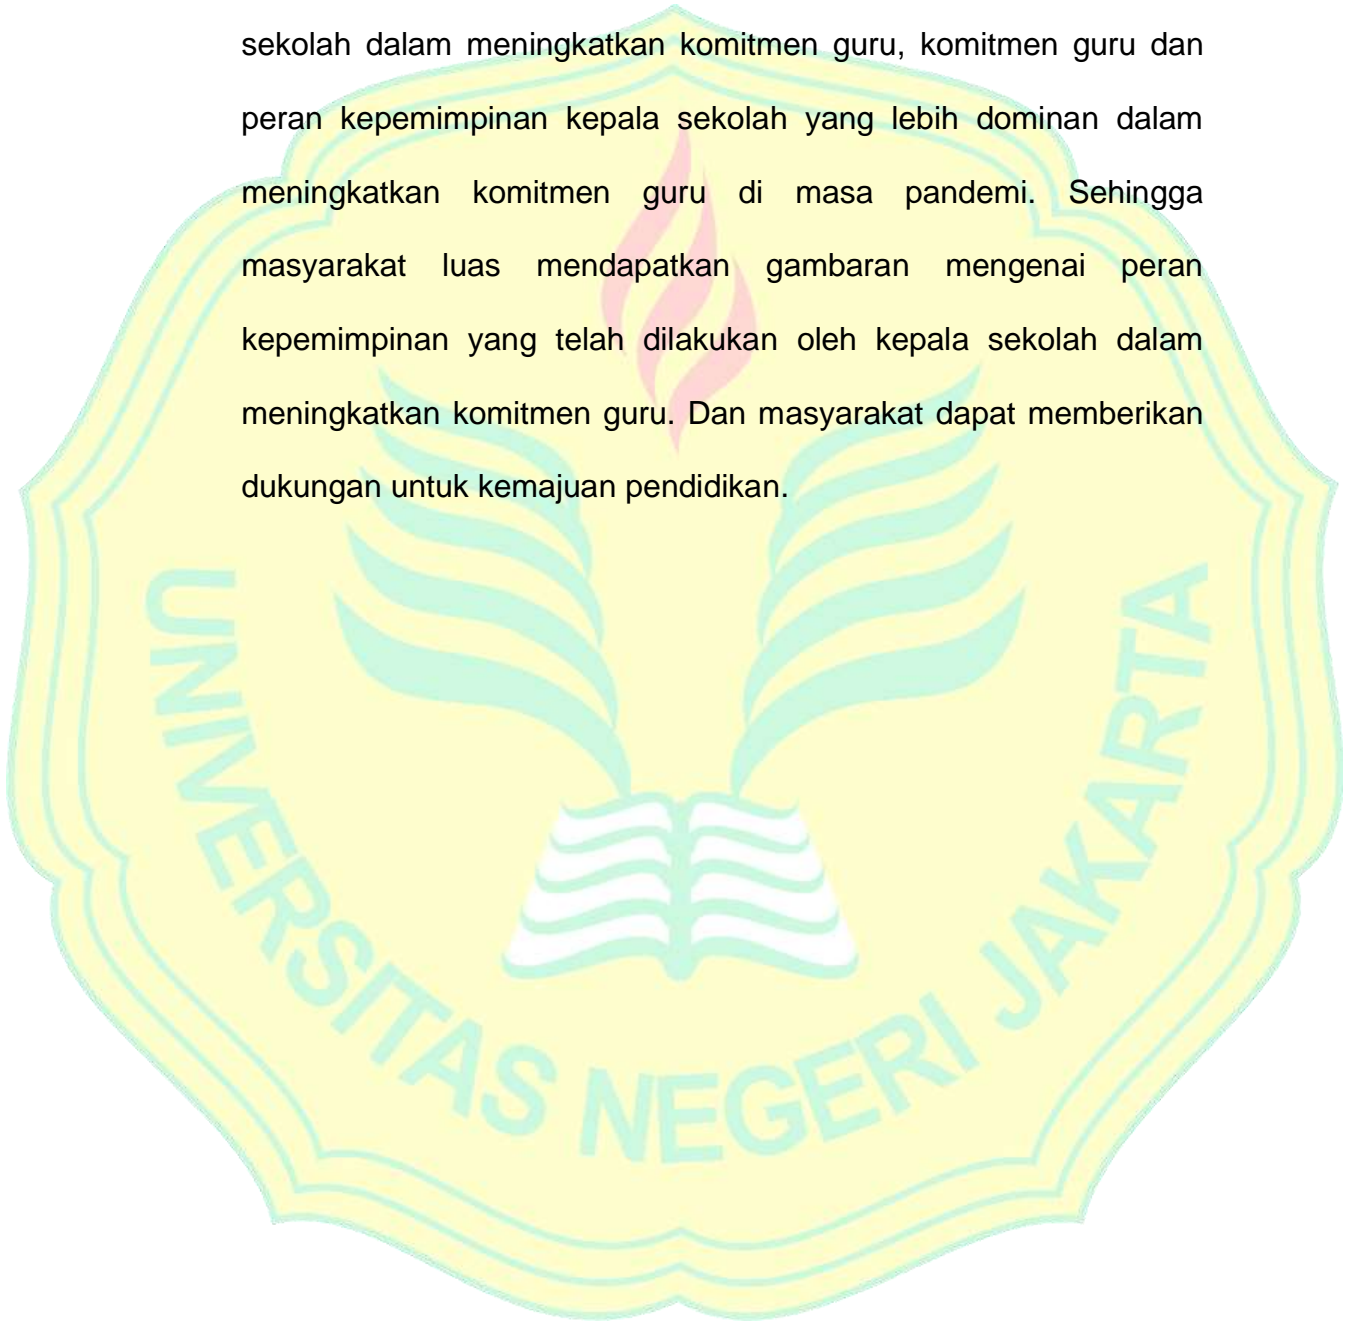 sekolah dalam meningkatkan komitmen guru, komitmen guru dan
peran kepemimpinan kepala sekolah yang lebih dominan dalam
meningkatkan komitmen guru di masa pandemi. Sehingga
masyarakat luas mendapatkan gambaran mengenai peran
kepemimpinan yang telah dilakukan oleh kepala sekolah dalam
meningkatkan komitmen guru. Dan masyarakat dapat memberikan
dukungan untuk kemajuan pendidikan.
UNIVERSITAS NEGERI JAKARTA